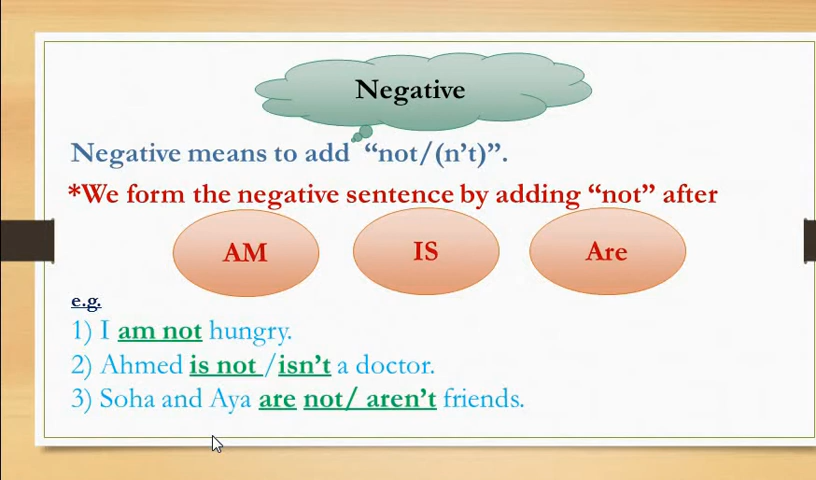 Negative
Negative means to add “not/(n’t)”.
*We form the negative sentence by adding “not” after
AM IS Are
e.g.
1) I am not hungry.
2) Ahmed is not /isn’t a doctor.
3) Soha and Aya are not/ aren’t friends.